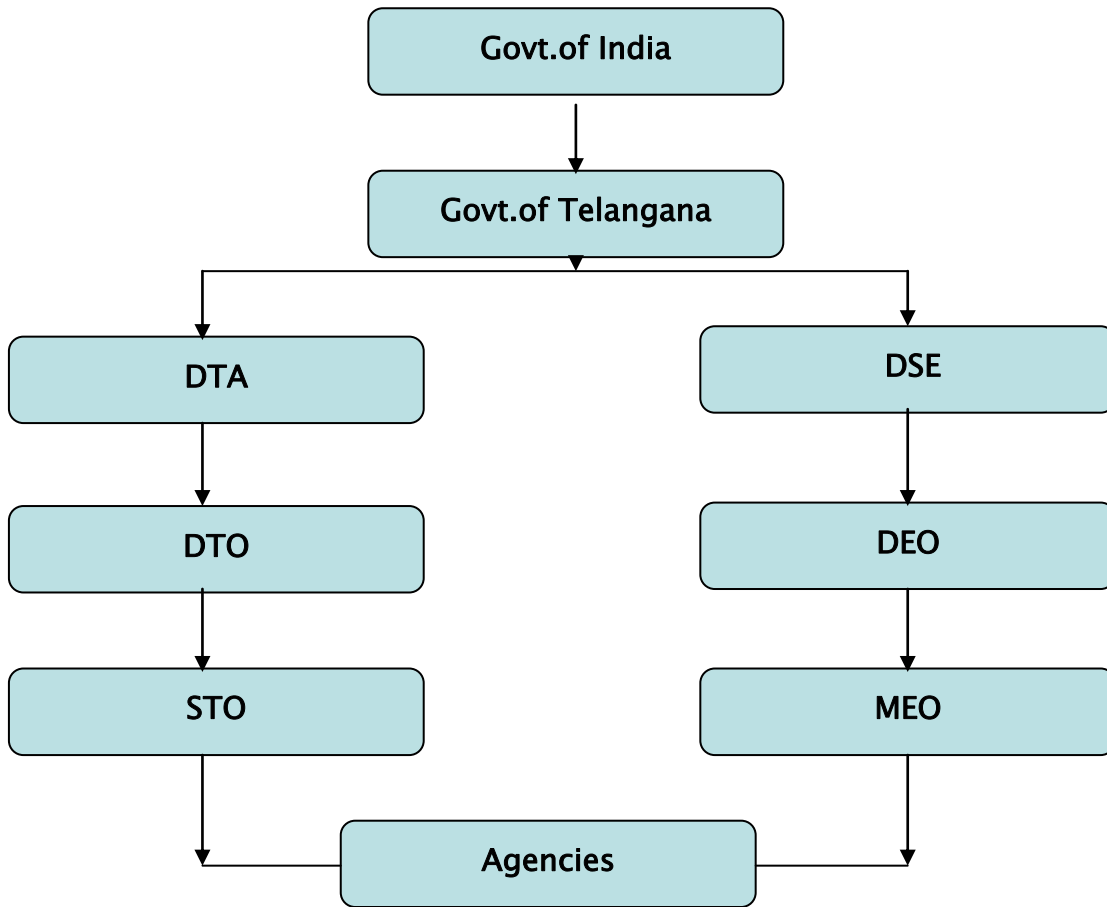 Govt.of India
Govt.of Telangana
DTA
DSE
DTO
DEO
STO
MEO
Agencies